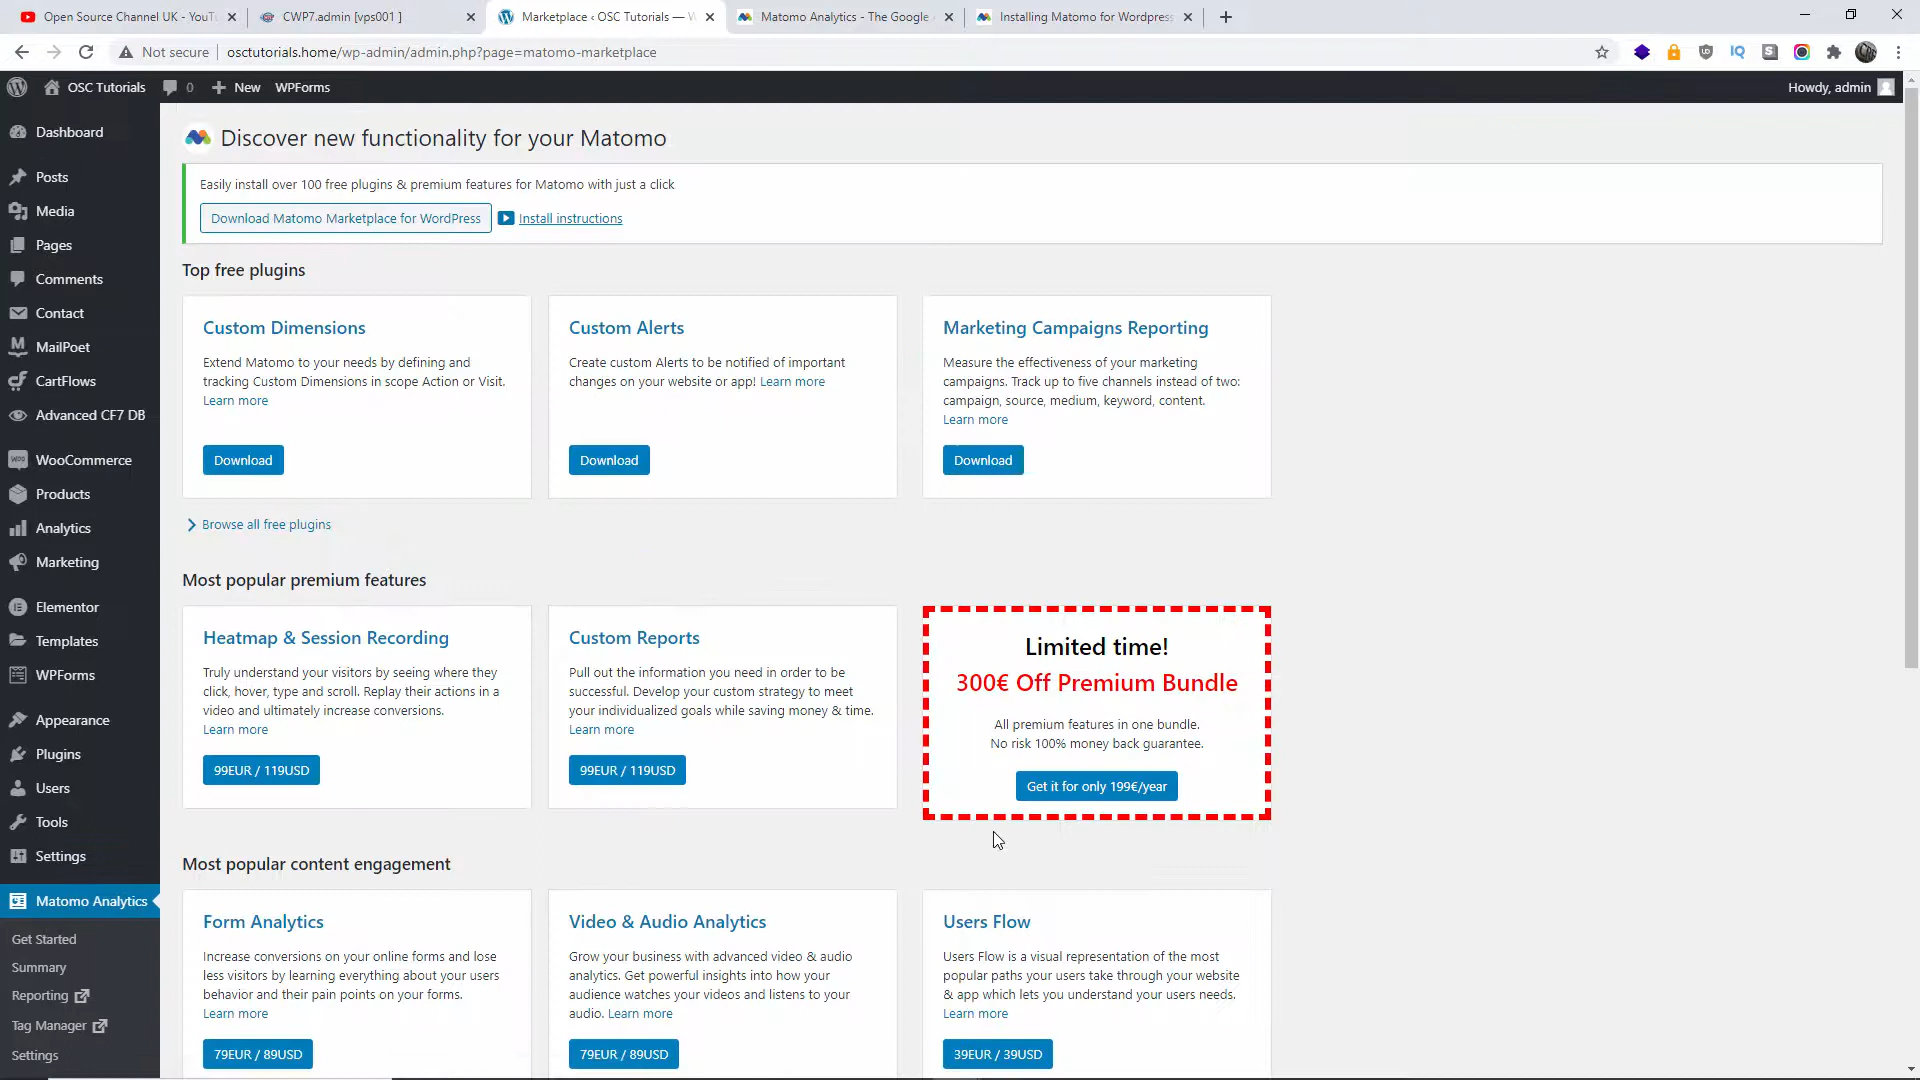 Open Source Channel UK - YouTu
CWP7.admin [vps001 ]
Marketplace ‹ OSC Tutorials — W
Matomo Analytics - The Google
Installing Matomo for Wordpress
Not secure
osctutorials.home/wp-admin/admin.php?page=matomo-marketplace
OSC Tutorials
0
New
WPForms
Howdy, admin
Dashboard
Posts
Media
Pages
Comments
Contact
MailPoet
CartFlows
Advanced CF7 DB
WooCommerce
Products
Analytics
Marketing
Elementor
Templates
WPForms
Appearance
Plugins
Users
Tools
Settings
Matomo Analytics
Get Started
Summary
Reporting
Tag Manager
Settings
Discover new functionality for your Matomo
Easily install over 100 free plugins & premium features for Matomo with just a click
Download Matomo Marketplace for WordPress
Install instructions
Top free plugins
Custom Dimensions
Extend Matomo to your needs by defining and
tracking Custom Dimensions in scope Action or Visit.
Learn more
Download
Custom Alerts
Create custom Alerts to be notified of important
changes on your website or app! Learn more
Download
Marketing Campaigns Reporting
Measure the effectiveness of your marketing
campaigns. Track up to five channels instead of two:
campaign, source, medium, keyword, content.
Learn more
Download
Browse all free plugins
Most popular premium features
Heatmap & Session Recording
Truly understand your visitors by seeing where they
click, hover, type and scroll. Replay their actions in a
video and ultimately increase conversions.
Learn more
99EUR / 119USD
Custom Reports
Pull out the information you need in order to be
successful. Develop your custom strategy to meet
your individualized goals while saving money & time.
Learn more
99EUR / 119USD
Limited time!
300€ Off Premium Bundle
All premium features in one bundle.
No risk 100% money back guarantee.
Get it for only 199€/year
Most popular content engagement
Form Analytics
Increase conversions on your online forms and lose
less visitors by learning everything about your users
behavior and their pain points on your forms.
Learn more
79EUR / 89USD
Video & Audio Analytics
Grow your business with advanced video & audio
analytics. Get powerful insights into how your
audience watches your videos and listens to your
audio. Learn more
79EUR / 89USD
Users Flow
Users Flow is a visual representation of the most
popular paths your users take through your website
& app which lets you understand your users needs.
Learn more
39EUR / 39USD